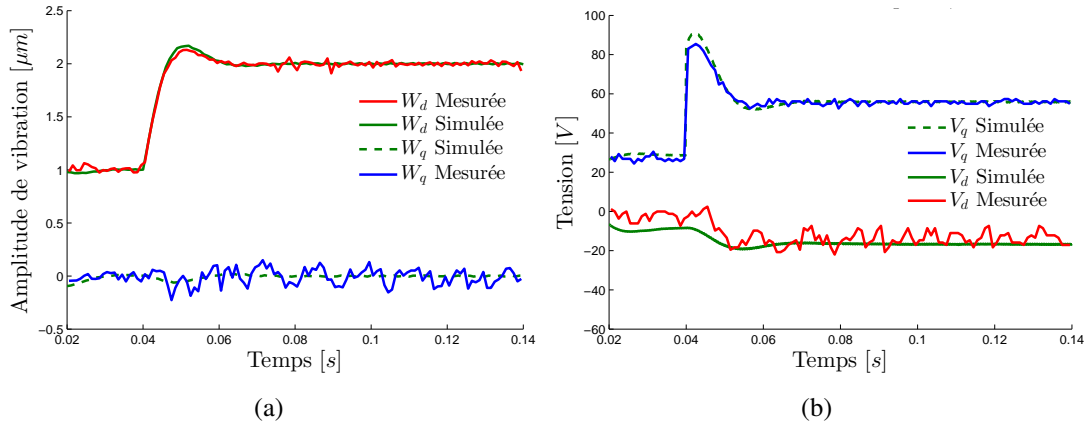 Amplitude de vibration [μm]
2.5
2
1.5
1
0.5
0
−0.5
W_d Mesurée
W_d Simulée
W_q Simulée
W_q Mesurée
0.02 0.04 0.06 0.08 0.1 0.12 0.14
Temps [s]
(a)
Tension [V]
100
80
60
40
20
0
−20
−40
−60
V_q Simulée
V_q Mesurée
V_d Simulée
V_d Mesurée
0.02 0.04 0.06 0.08 0.1 0.12 0.14
Temps [s]
(b)